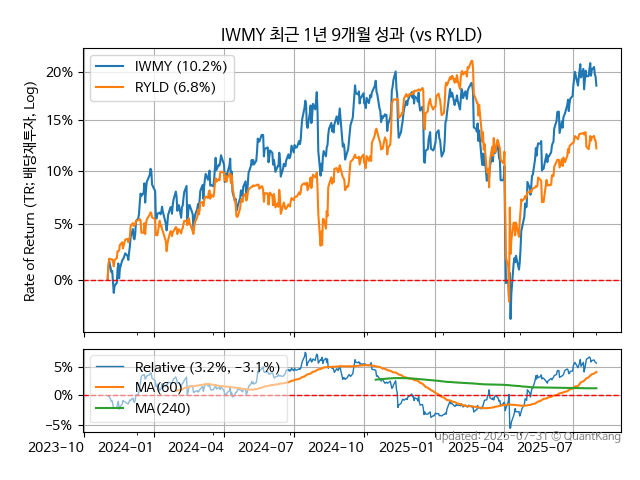 IWMY 최근 1년 9개월 성과 (vs RYLD)
Rate of Return (TR: 배당재투자, Log)
20%
15%
10%
5%
0%
IWMY (10.2%)
RYLD (6.8%)
5%
0%
−5%
Relative (3.2%, −3.1%)
MA(60)
MA(240)
updated: 2025-07-31 © QuantKang
2023-10 2024-01 2024-04 2024-07 2024-10 2025-01 2025-04 2025-07